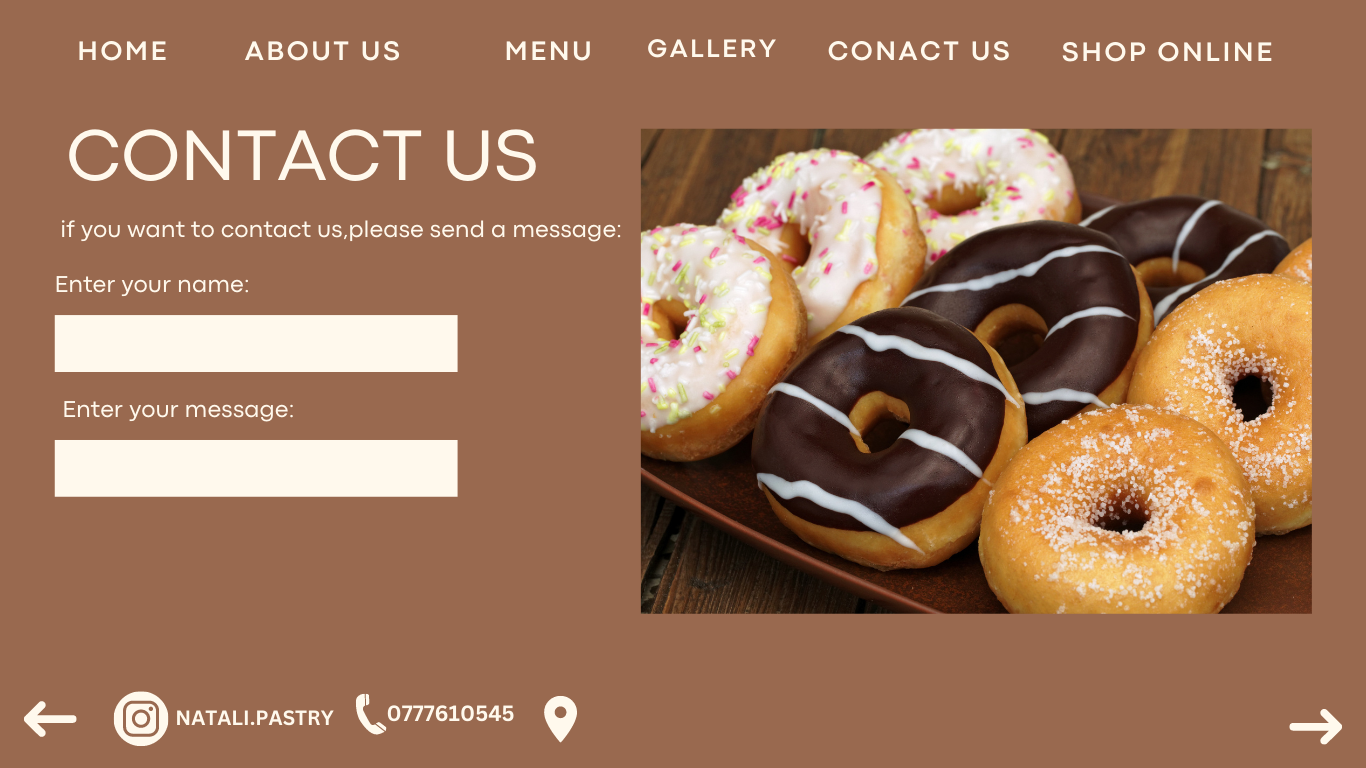 HOME ABOUT US MENU GALLERY CONACT US SHOP ONLINE
CONTACT US
if you want to contact us,please send a message:
Enter your name:
Enter your message:
NATALI.PASTRY 0777610545